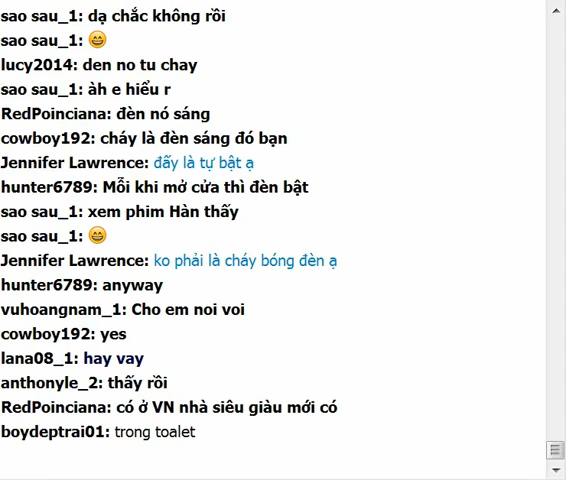 sao sau_1: dạ chắc không rồi
sao sau_1: 😄
lucy2014: den no tu chay
sao sau_1: àh e hiểu r
RedPoinciana: đèn nó sáng
cowboy192: cháy là đèn sáng đó bạn
Jennifer Lawrence: đấy là tự bật ạ
hunter6789: Mỗi khi mở cửa thì đèn bật
sao sau_1: xem phim Hàn thấy
sao sau_1: 😄
Jennifer Lawrence: ko phải là cháy bóng đèn ạ
hunter6789: anyway
vuhoangnam_1: Cho em noi voi
cowboy192: yes
lana08_1: hay vay
anthonyle_2: thấy rồi
RedPoinciana: có ở VN nhà siêu giàu mới có
boydeptrai01: trong toalet